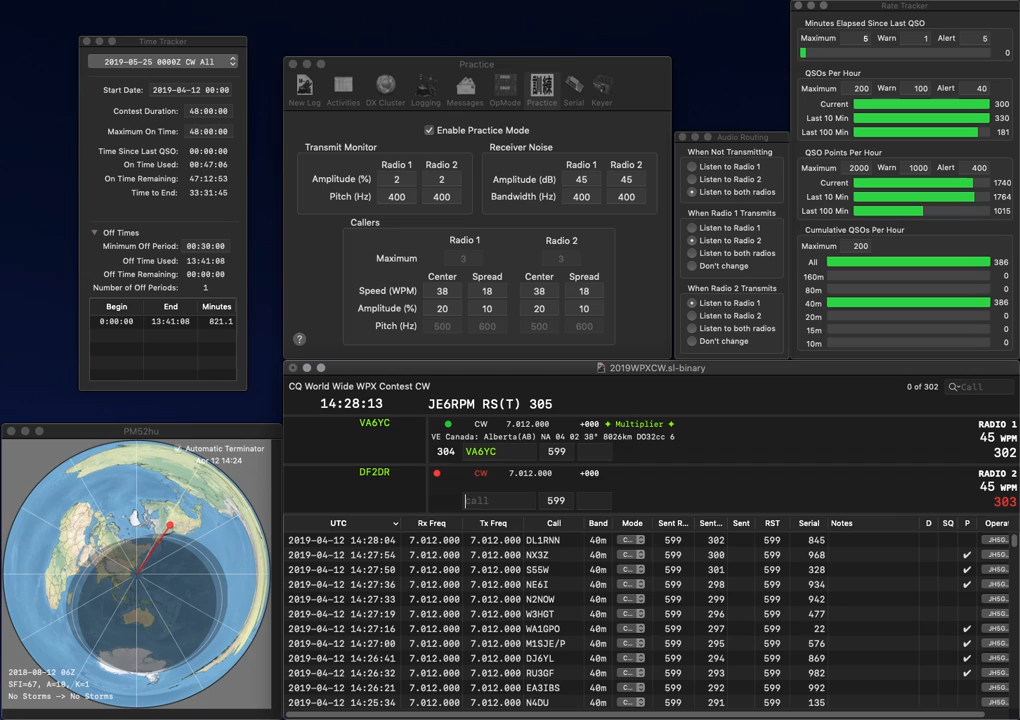 Time Tracker
2019-05-25 0000Z CW All
Start Date: 2019-04-12 00:00
Contest Duration: 48:00:00
Maximum On Time: 48:00:00
Time Since Last QSO: 00:00:00
On Time Used: 00:47:06
On Time Remaining: 47:12:53
Time to End: 33:31:45
Off Times
Minimum Off Period: 00:30:00
Off Time Used: 13:41:08
Off Time Remaining: 00:00:00
Number of Off Periods: 1
Begin End Minutes
0:00:00 13:41:08 821.1
Practice
New Log Activities DX Cluster Logging Messages OpMode Practice Serial Keyer
Enable Practice Mode
Transmit Monitor
Radio 1 Radio 2
Amplitude (%) 2 2
Pitch (Hz) 400 400
Receiver Noise
Radio 1 Radio 2
Amplitude (dB) 45 45
Bandwidth (Hz) 400 400
Callers
Radio 1 Radio 2
Maximum 3 3
Center Spread Center Spread
Speed (WPM) 38 18 38 18
Amplitude (%) 20 10 20 10
Pitch (Hz) 500 600 500 600
?
Audio Routing
When Not Transmitting
Listen to Radio 1
Listen to Radio 2
Listen to both radios
When Radio 1 Transmits
Listen to Radio 1
Listen to Radio 2
Listen to both radios
Don't change
When Radio 2 Transmits
Listen to Radio 1
Listen to Radio 2
Listen to both radios
Don't change
Rate Practice
Minutes Elapsed Since Last QSO
Maximum 5 Warn 1 Alert 5
0
QSOs Per Hour
Maximum 200 Warn 100 Alert 40
Current 300
Last 10 Min 330
Last 100 Min 181
QSO Points Per Hour
Maximum 2000 Warn 1000 Alert 400
Current 1740
Last 10 Min 1764
Last 100 Min 1015
Cumulative QSOs Per Hour
Maximum 200
All 386
160m 0
80m 0
40m 386
20m 0
15m 0
10m 0
PM52hu
Automatic Terminator
Apr 12 14:24
2018-08-12 06Z
SFI=67, A=10, K=1
No Storms -> No Storms
2019WPXCW.sl-binary
CQ World Wide WPX Contest CW 0 of 302 Call
14:28:13 JE6RPM RS(T) 305
VA6YC CW 7.012.000 +000 ✦ Multiplier ✦ RADIO 1
VE Canada: Alberta(AB) NA 04 02 38° 8026km DO32cc 6 45 WPM
304 VA6YC 599 302
DF2DR CW 7.012.000 +000 RADIO 2
45 WPM
call 599 303
UTC Rx Freq Tx Freq Call Band Mode Sent R... Sent... Sent RST Serial Notes D SQ P Opera
2019-04-12 14:28:04 7.012.000 7.012.000 DL1RNN 40m C... 599 302 599 845 JH5G..
2019-04-12 14:27:54 7.012.000 7.012.000 NX3Z 40m C... 599 300 599 968 ✔ JH5G..
2019-04-12 14:27:50 7.012.000 7.012.000 S55W 40m C... 599 301 599 328 ✔ JH5G..
2019-04-12 14:27:36 7.012.000 7.012.000 NE6I 40m C... 599 298 599 934 ✔ JH5G..
2019-04-12 14:27:33 7.012.000 7.012.000 N2NOW 40m C... 599 299 599 942 JH5G..
2019-04-12 14:27:19 7.012.000 7.012.000 W3HGT 40m C... 599 296 599 477 JH5G..
2019-04-12 14:27:16 7.012.000 7.012.000 WA1GPO 40m C... 599 297 599 22 ✔ JH5G..
2019-04-12 14:27:00 7.012.000 7.012.000 M1SJE/P 40m C... 599 295 599 576 ✔ JH5G..
2019-04-12 14:26:41 7.012.000 7.012.000 DJ6YL 40m C... 599 294 599 869 ✔ JH5G..
2019-04-12 14:26:32 7.012.000 7.012.000 RU3GF 40m C... 599 293 599 982 ✔ JH5G..
2019-04-12 14:26:21 7.012.000 7.012.000 EA3IBS 40m C... 599 292 599 992 JH5G..
2019-04-12 14:25:34 7.012.000 7.012.000 N4DU 40m C... 599 291 599 135 JH5G..